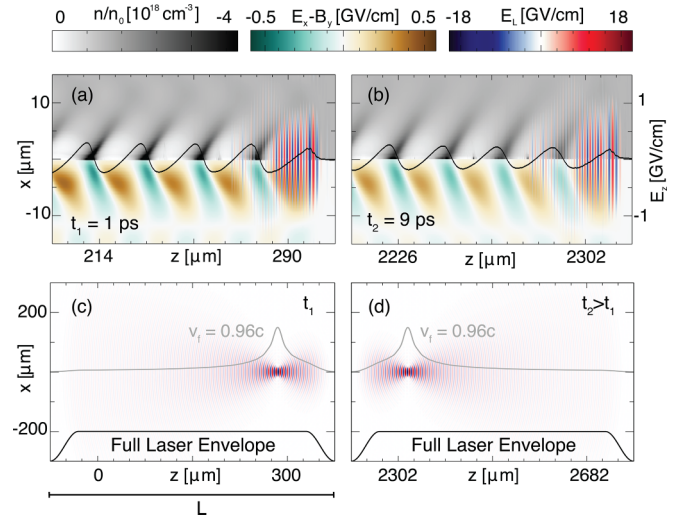 n/n₀ [10¹⁸ cm⁻³]
0 -4
Eₓ-Bᵧ [GV/cm]
-0.5 0.5
E_L [GV/cm]
-18 18
(a)
t₁ = 1 ps
(b)
t₂ = 9 ps
x [μm]
10
0
-10
E_z [GV/cm]
1
0
-1
214 z [μm] 290
2226 z [μm] 2302
(c) t₁
v_f = 0.96c
Full Laser Envelope
(d) t₂>t₁
v_f = 0.96c
Full Laser Envelope
x [μm]
200
0
-200
0 z [μm] 300
2302 z [μm] 2682
L